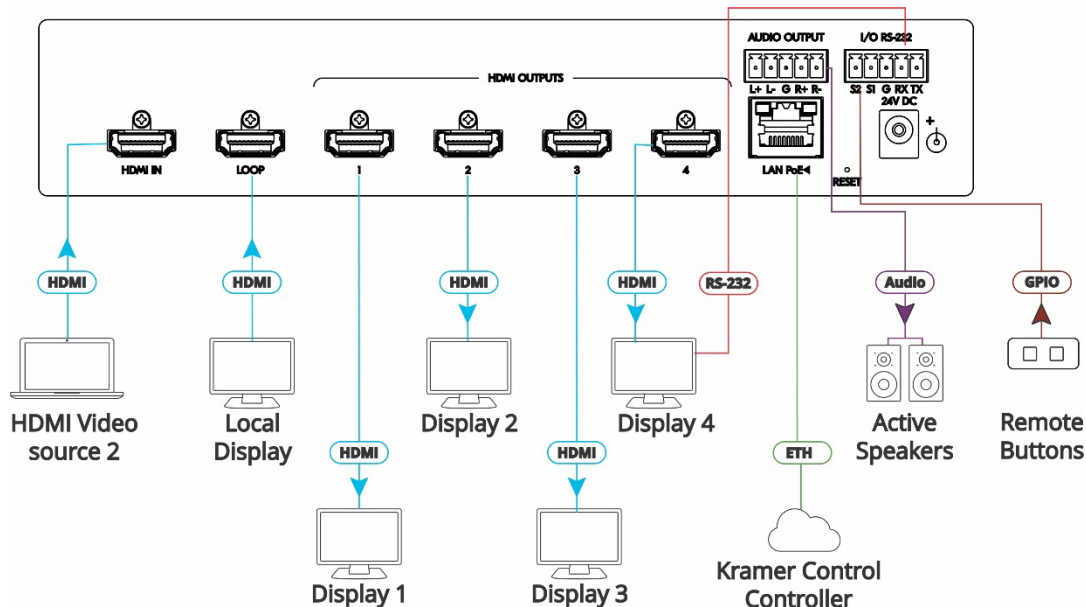 AUDIO OUTPUT
I/O RS-232
HDMI OUTPUTS
L+ L- G R+ R-
S2 S1 G RX TX
24V DC
+
HDMI IN
LOOP
1
2
3
4
LAN PoE
RESET
HDMI
HDMI
HDMI
HDMI
RS-232
Audio
GPIO
HDMI Video
source 2
Local
Display
Display 2
Display 4
Active
Speakers
Remote
Buttons
HDMI
HDMI
ETH
Display 1
Display 3
Kramer Control
Controller